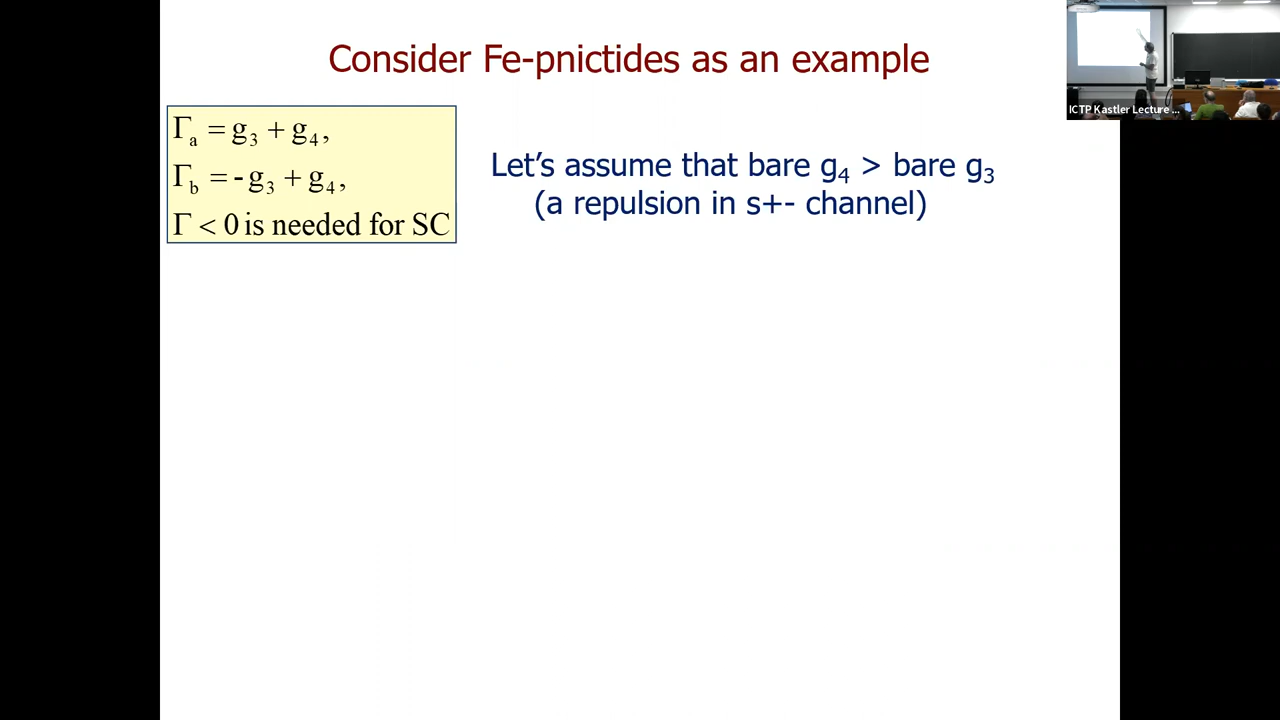 Consider Fe-pnictides as an example
Γa = g3 + g4,
Γb = - g3 + g4,
Γ < 0 is needed for SC
Let's assume that bare g4 > bare g3
(a repulsion in s+- channel)
ICTP Kastler Lecture ...